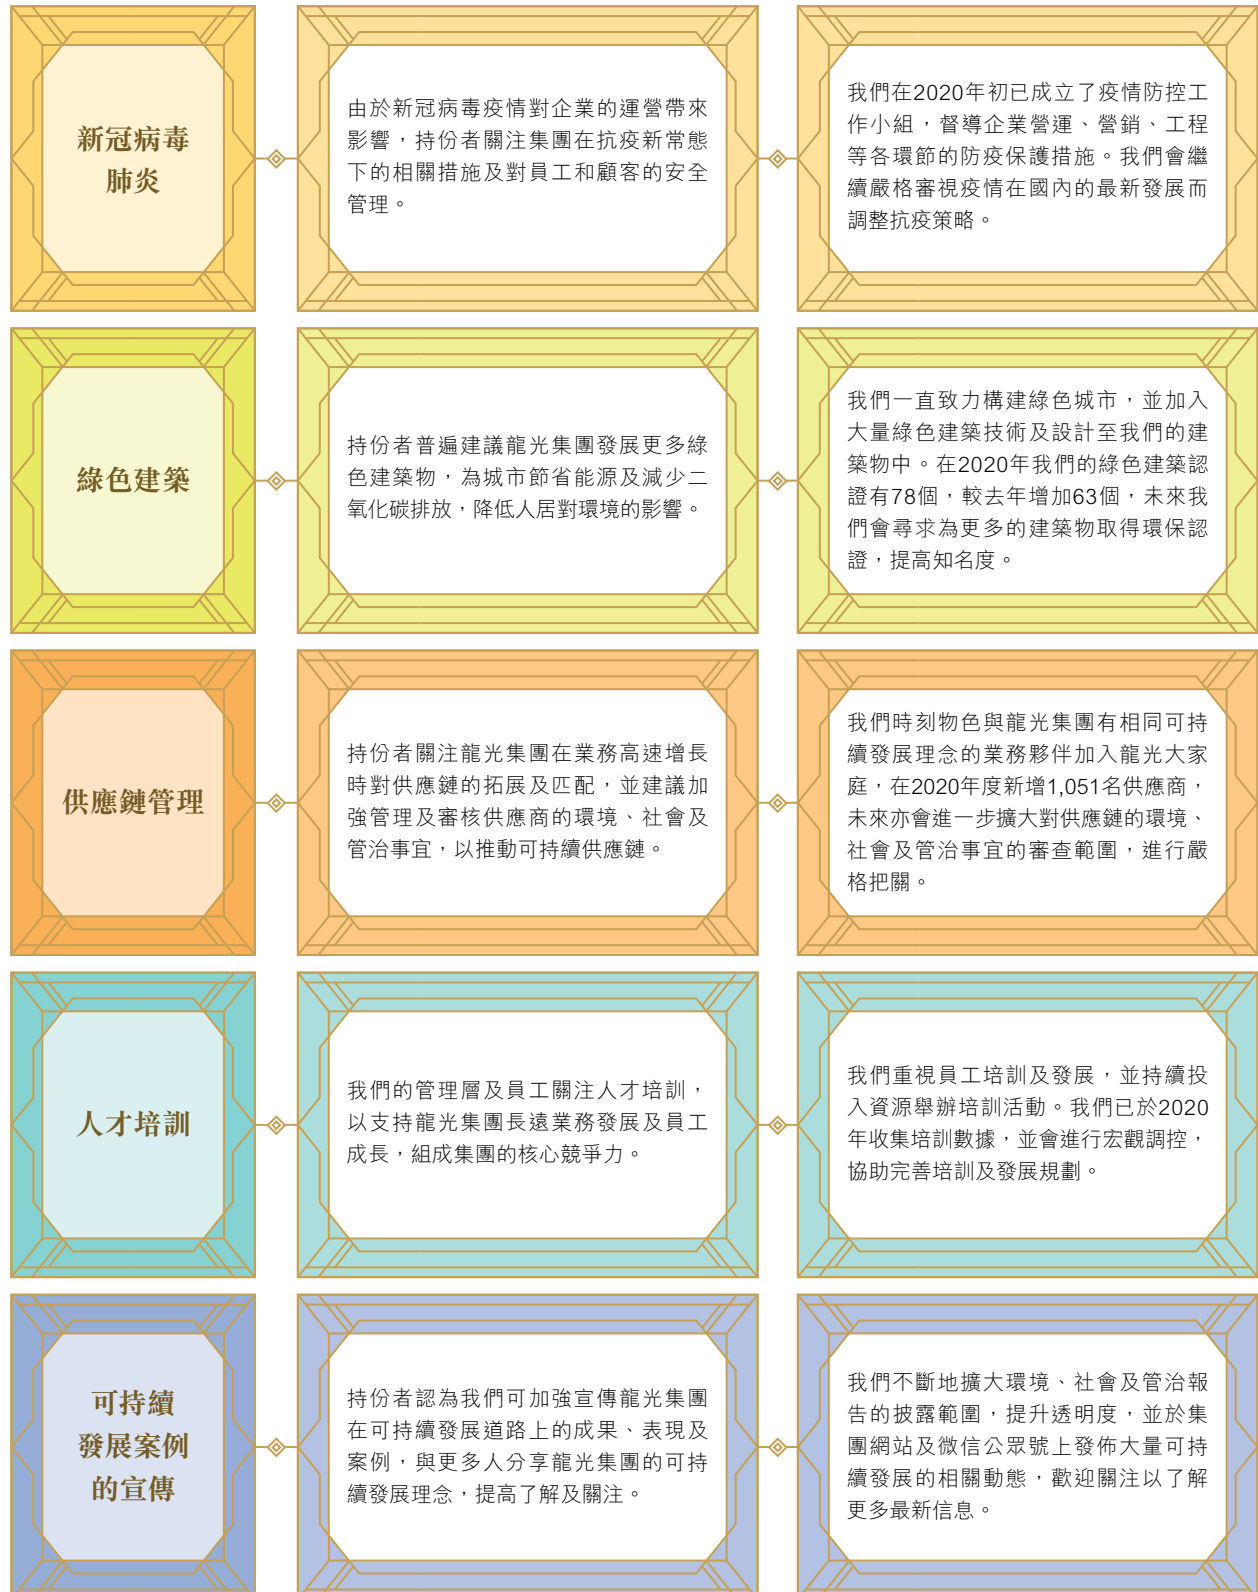 新冠病毒
肺炎
由於新冠病毒疫情對企業的運營帶來
影響，持份者關注集團在抗疫新常態
下的相關措施及對員工和顧客的安全
管理。
我們在2020年初已成立了疫情防控工
作小組，督導企業營運、營銷、工程
等各環節的防疫保護措施。我們會繼
續嚴格審視疫情在國內的最新發展而
調整抗疫策略。
綠色建築
持份者普遍建議龍光集團發展更多綠
色建築物，為城市節省能源及減少二
氧化碳排放，降低人居對環境的影響。
我們一直致力構建綠色城市，並加入
大量綠色建築技術及設計至我們的建
築物中。在2020年我們的綠色建築認
證有78個，較去年增加63個，未來我
們會尋求為更多的建築物取得環保認
證，提高知名度。
供應鏈管理
持份者關注龍光集團在業務高速增長
時對供應鏈的拓展及匹配，並建議加
強管理及審核供應商的環境、社會及
管治事宜，以推動可持續供應鏈。
我們時刻物色與龍光集團有相同可持
續發展理念的業務夥伴加入龍光大家
庭，在2020年度新增1,051名供應商，
未來亦會進一步擴大對供應鏈的環境、
社會及管治事宜的審查範圍，進行嚴
格把關。
人才培訓
我們的管理層及員工關注人才培訓，
以支持龍光集團長遠業務發展及員工
成長，組成集團的核心競爭力。
我們重視員工培訓及發展，並持續投
入資源舉辦培訓活動。我們已於2020
年收集培訓數據，並會進行宏觀調控，
協助完善培訓及發展規劃。
可持續
發展案例
的宣傳
持份者認為我們可加強宣傳龍光集團
在可持續發展道路上的成果、表現及
案例，與更多人分享龍光集團的可持
續發展理念，提高了解及關注。
我們不斷地擴大環境、社會及管治報
告的披露範圍，提升透明度，並於集
團網站及微信公眾號上發佈大量可持
續發展的相關動態，歡迎關注以了解
更多最新信息。